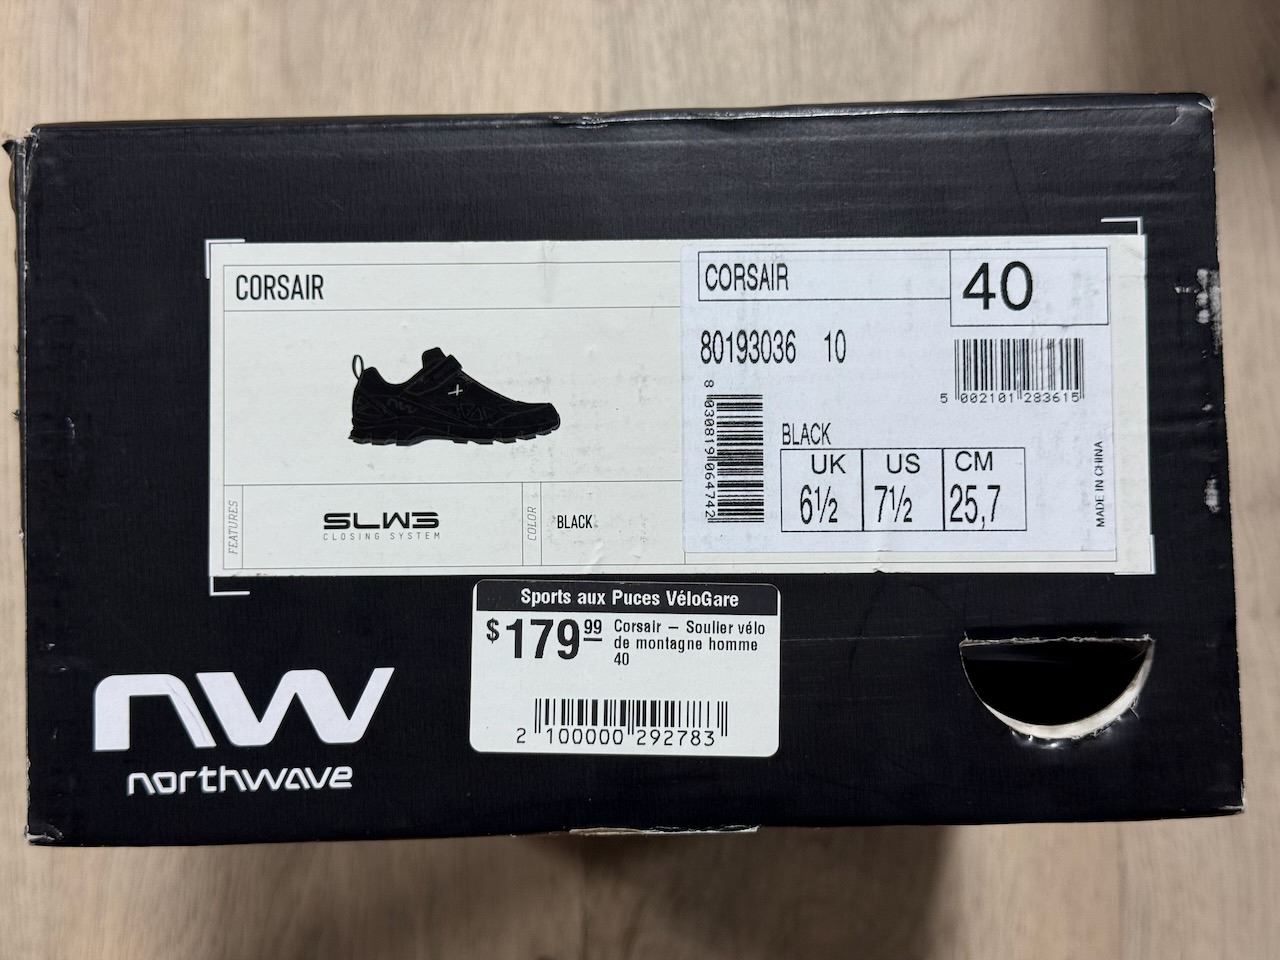 CORSAIR
FEATURES
SLW3
CLOSING SYSTEM
COLOR
BLACK
CORSAIR
40
80193036 10
5 002101 283615
8 030819 064742
BLACK
UK US CM
6½ 7½ 25,7
MADE IN CHINA
Sports aux Puces VéloGare
$179.99
Corsair – Soulier vélo
de montagne homme
40
2 100000 292783
nw
northwave